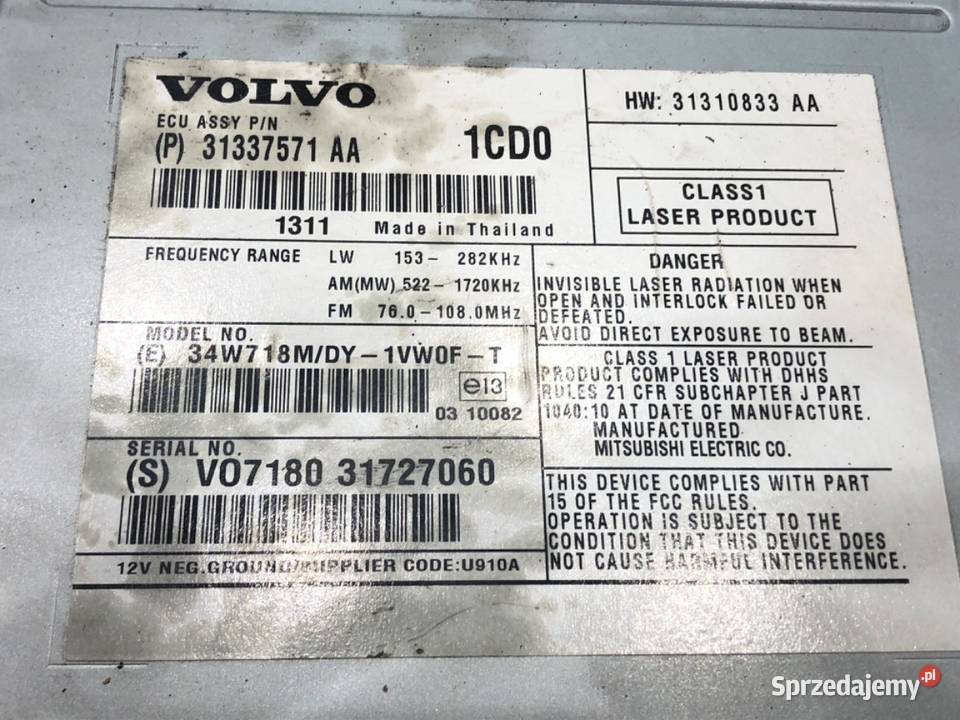 VOLVO
ECU ASSY P/N
(P) 31337571 AA 1CD0
1311 Made in Thailand
HW: 31310833 AA
CLASS1
LASER PRODUCT
FREQUENCY RANGE LW 153- 282KHz
AM(MW) 522-1720KHz
FM 76.0-108.0MHz
MODEL NO.
(E) 34W718M/DY-1VW0F-T
e13
03 10082
SERIAL NO.
(S) VO7180 31727060
12V NEG.GROUND/SUPPLIER CODE:U910A
DANGER
INVISIBLE LASER RADIATION WHEN
OPEN AND INTERLOCK FAILED OR
DEFEATED.
AVOID DIRECT EXPOSURE TO BEAM.
CLASS 1 LASER PRODUCT
PRODUCT COMPLIES WITH DHHS
RULES 21 CFR SUBCHAPTER J PART
1040:10 AT DATE OF MANUFACTURE.
MANUFACTURED
MITSUBISHI ELECTRIC CO.
THIS DEVICE COMPLIES WITH PART
15 OF THE FCC RULES.
OPERATION IS SUBJECT TO THE
CONDITION THAT THIS DEVICE DOES
NOT CAUSE HARMFUL INTERFERENCE.
Sprzedajemy.pl